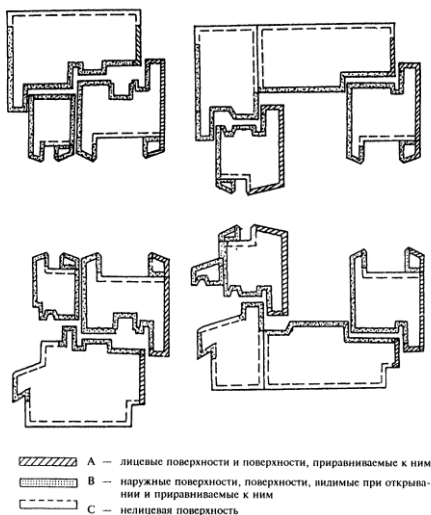 А — лицевые поверхности и поверхности, приравниваемые к ним
В — наружные поверхности, поверхности, видимые при открыва-
нии и приравниваемые к ним
С — нелицевая поверхность